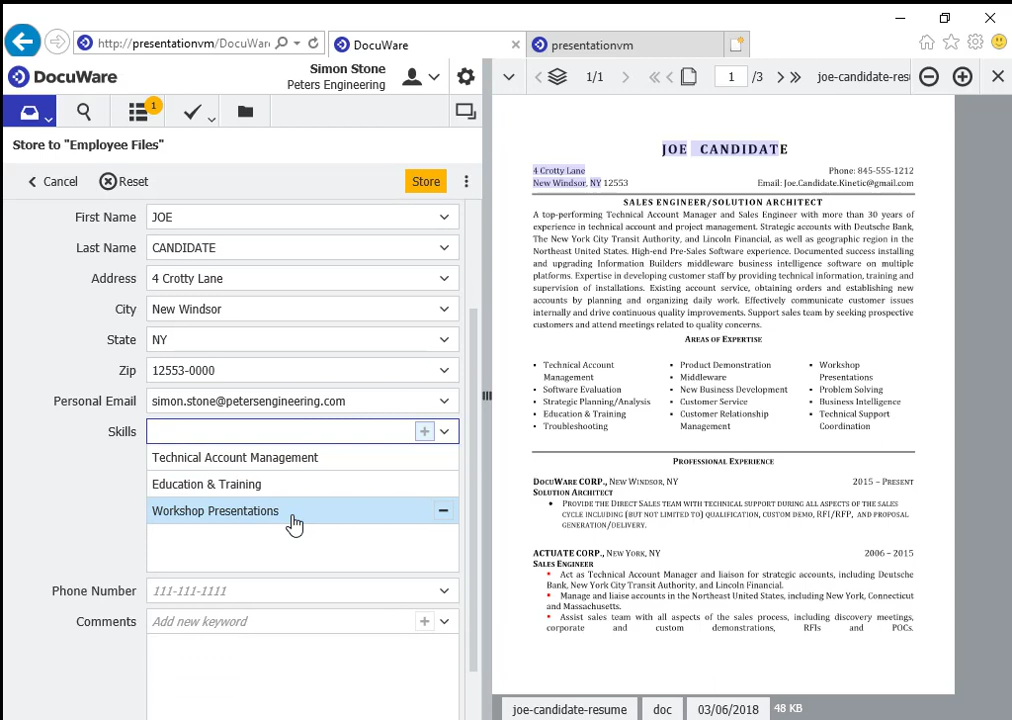 http://presentationvm/DocuWar
DocuWare
presentationvm
DocuWare
Simon Stone
Peters Engineering
1/1
1 /3
joe-candidate-resu
1
Store to "Employee Files"
Cancel
Reset
Store
First Name JOE
Last Name CANDIDATE
Address 4 Crotty Lane
City New Windsor
State NY
Zip 12553-0000
Personal Email simon.stone@petersengineering.com
Skills
Technical Account Management
Education & Training
Workshop Presentations
Phone Number 111-111-1111
Comments Add new keyword
JOE CANDIDATE
4 Crotty Lane
Phone: 845-555-1212
New Windsor, NY 12553
Email: Joe.Candidate.Kinetic@gmail.com
SALES ENGINEER/SOLUTION ARCHITECT
A top-performing Technical Account Manager and Sales Engineer with more than 30 years of
experience in technical account and project management. Strategic accounts with Deutsche Bank,
The New York City Transit Authority, and Lincoln Financial, as well as geographic region in the
Northeast United States. High-end Pre-Sales Software experience. Documented success installing
and upgrading Information Builders middleware business intelligence software on multiple
platforms. Expertise in developing customer staff by providing technical information, training and
supervision of installations. Existing account service, obtaining orders and establishing new
accounts by planning and organizing daily work. Effectively communicate customer issues
internally and drive continuous quality improvements. Support sales team by seeking prospective
customers and attend meetings related to quality concerns.
AREAS OF EXPERTISE
• Technical Account
Management
• Software Evaluation
• Strategic Planning/Analysis
• Education & Training
• Troubleshooting
• Product Demonstration
• Middleware
• New Business Development
• Customer Service
• Customer Relationship
Management
• Workshop
Presentations
• Problem Solving
• Business Intelligence
• Technical Support
Coordination
PROFESSIONAL EXPERIENCE
DOCUWARE CORP., NEW WINDSOR, NY
2015 – PRESENT
SOLUTION ARCHITECT
• PROVIDE THE DIRECT SALES TEAM WITH TECHNICAL SUPPORT DURING ALL ASPECTS OF THE SALES
CYCLE INCLUDING (BUT NOT LIMITED TO) QUALIFICATION, CUSTOM DEMO, RFI/RFP, AND PROPOSAL
GENERATION/DELIVERY.
ACTUATE CORP., NEW YORK, NY
2006 – 2015
SALES ENGINEER
• Act as Technical Account Manager and liaison for strategic accounts, including Deutsche
Bank, New York City Transit Authority, and Lincoln Financial.
• Manage and liaise accounts in the Northeast United States, including New York, Connecticut
and Massachusetts.
• Assist sales team with all aspects of the sales process, including discovery meetings,
corporate and custom demonstrations, RFIs and POCs.
joe-candidate-resume
doc
03/06/2018
48 KB